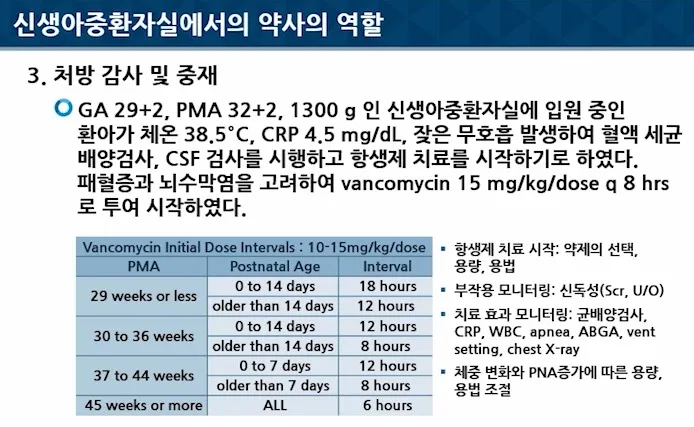 신생아중환자실에서의 약사의 역할
3. 처방 감사 및 중재
GA 29+2, PMA 32+2, 1300 g 인 신생아중환자실에 입원 중인
환아가 체온 38.5°C, CRP 4.5 mg/dL, 잦은 무호흡 발생하여 혈액 세균
배양검사, CSF 검사를 시행하고 항생제 치료를 시작하기로 하였다.
패혈증과 뇌수막염을 고려하여 vancomycin 15 mg/kg/dose q 8 hrs
로 투여 시작하였다.
Vancomycin Initial Dose Intervals : 10-15mg/kg/dose
PMA Postnatal Age Interval
29 weeks or less 0 to 14 days 18 hours
older than 14 days 12 hours
30 to 36 weeks 0 to 14 days 12 hours
older than 14 days 8 hours
37 to 44 weeks 0 to 7 days 12 hours
older than 7 days 8 hours
45 weeks or more ALL 6 hours
▪ 항생제 치료 시작: 약제의 선택,
용량, 용법
▪ 부작용 모니터링: 신독성(Scr, U/O)
▪ 치료 효과 모니터링: 균배양검사,
CRP, WBC, apnea, ABGA, vent
setting, chest X-ray
▪ 체중 변화와 PNA증가에 따른 용량,
용법 조절